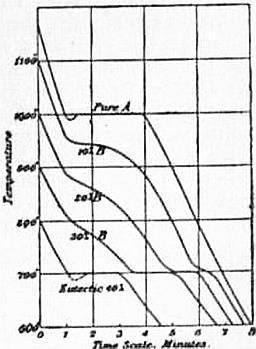 1100
1000
900
800
700
600
Temperature
Pure A
10% B
20% B
30% B
Eutectic 40%
0 1 2 3 4 5 6 7 8
Time Scale. Minutes.